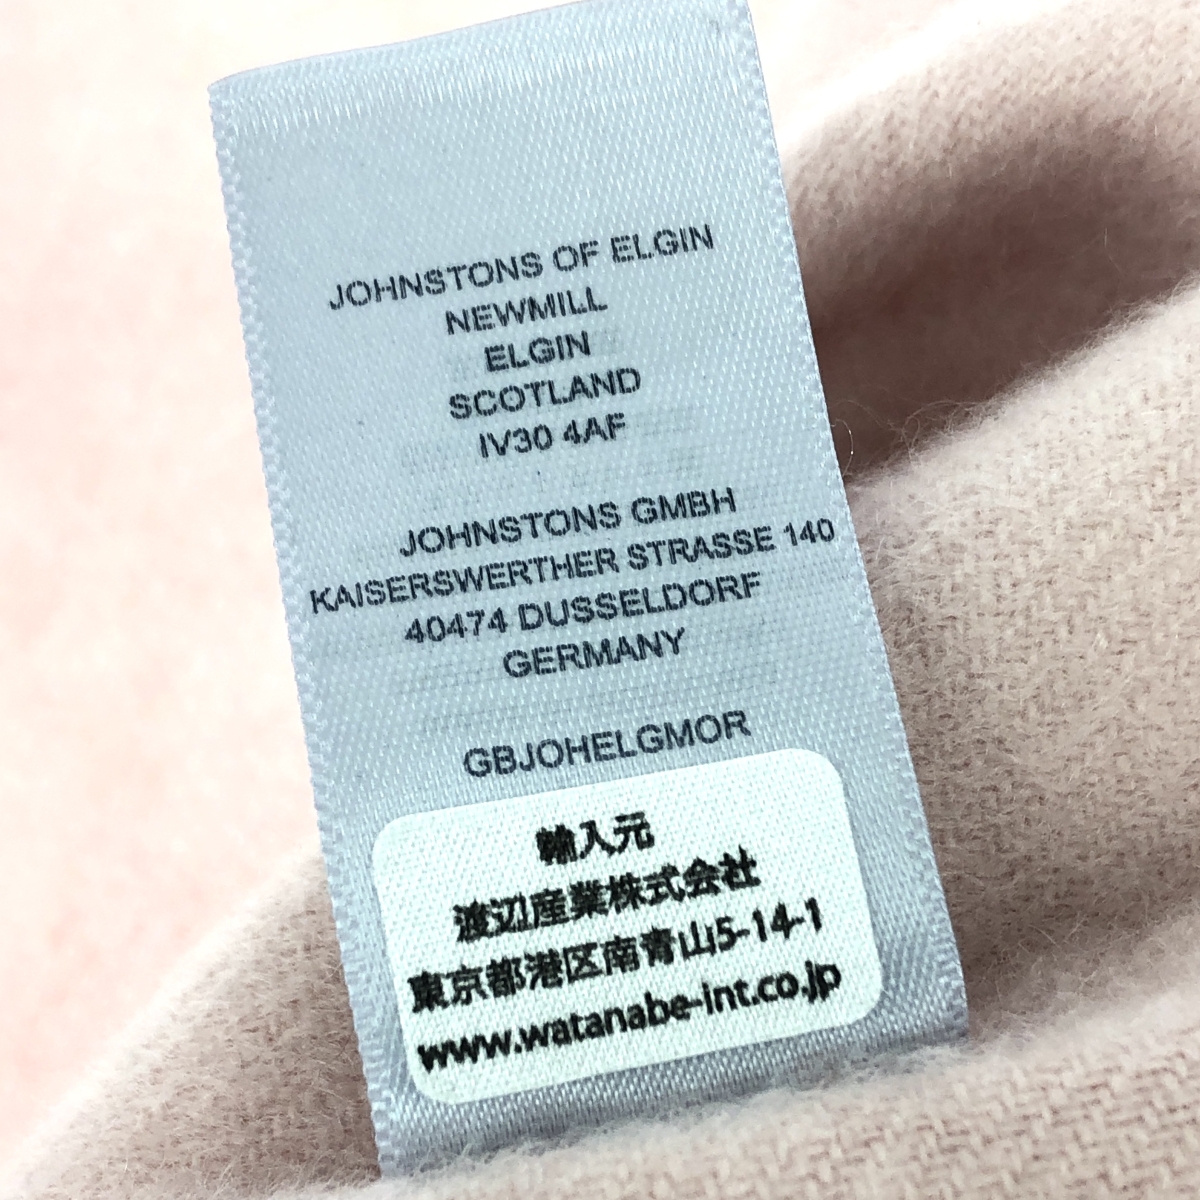 JOHNSTONS OF ELGIN
NEWMILL
ELGIN
SCOTLAND
IV30 4AF
JOHNSTONS GMBH
KAISERSWERTHER STRASSE 140
40474 DUSSELDORF
GERMANY
GBJOHELGMOR
輸入元
渡辺産業株式会社
東京都港区南青山5-14-1
www.watanabe-int.co.jp